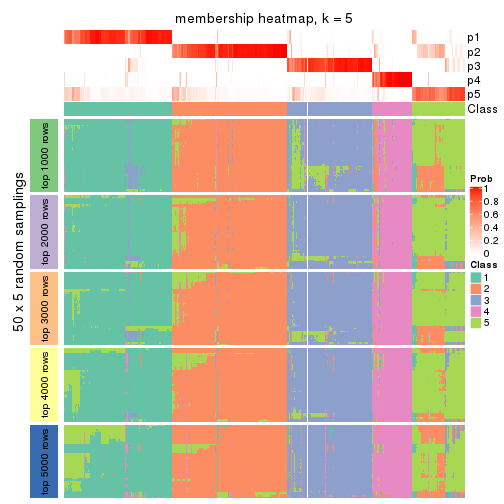 membership heatmap, k = 5
p1
p2
p3
p4
p5
Class
50 x 5 random samplings
top 1000 rows
top 2000 rows
top 3000 rows
top 4000 rows
top 5000 rows
Prob
1
0.8
0.6
0.4
0.2
0
Class
1
2
3
4
5